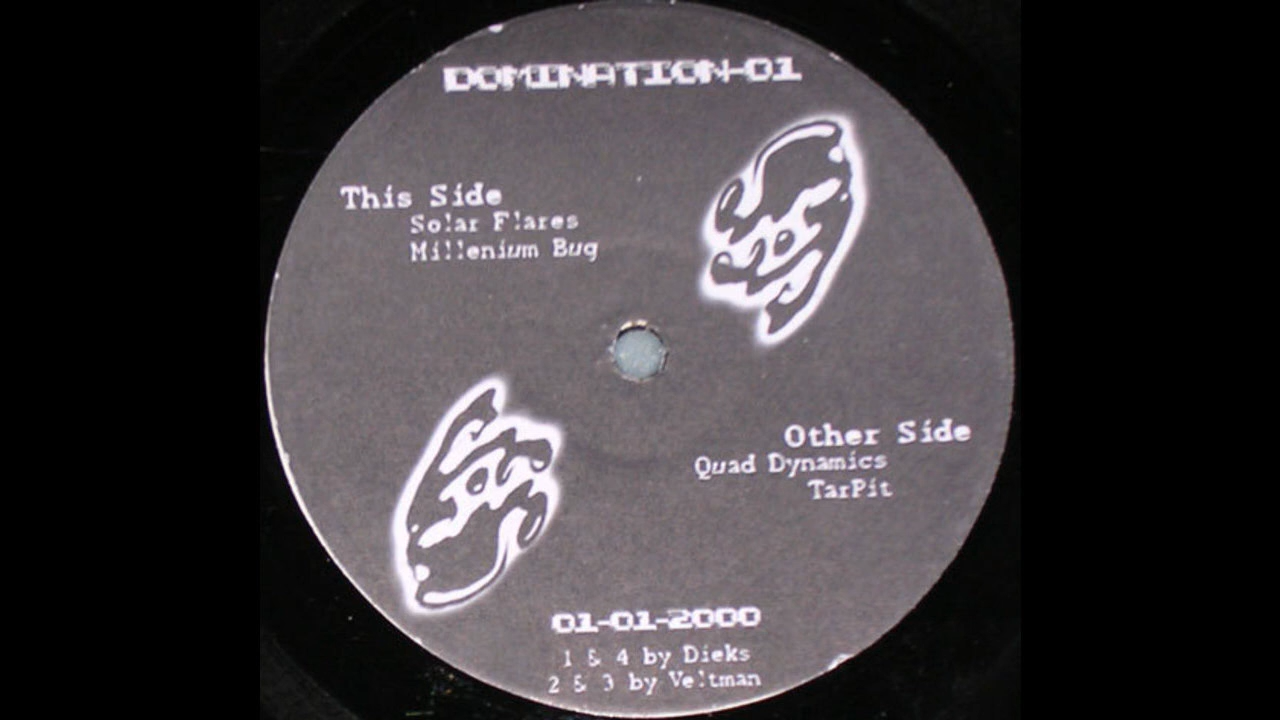 DOMINATION-01
This Side
Solar Flares
Millenium Bug
Other Side
Quad Dynamics
TarPit
01-01-2000
1 & 4 by Dieks
2 & 3 by Veltman